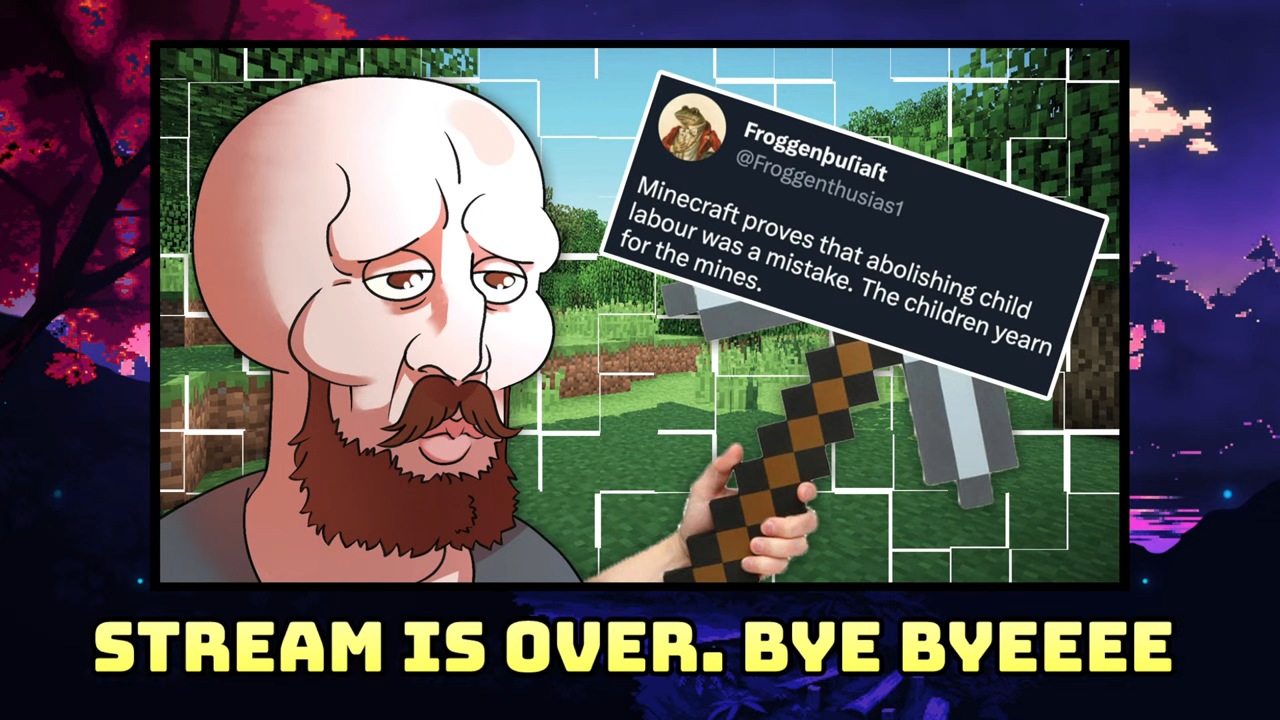 Froggenþuſiaſt
@Froggenthusias1
Minecraft proves that abolishing child
labour was a mistake. The children yearn
for the mines.
STREAM IS OVER. BYE BYEEEE